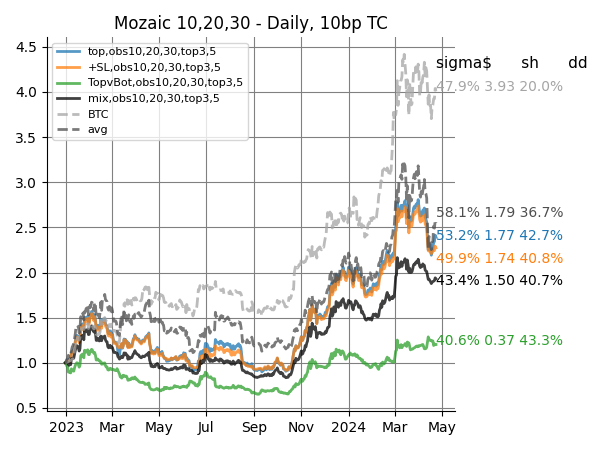 Mozaic 10,20,30 - Daily, 10bp TC
top,obs10,20,30,top3,5
+SL,obs10,20,30,top3,5
TopvBot,obs10,20,30,top3,5
mix,obs10,20,30,top3,5
BTC
avg
sigma$ sh dd
47.9% 3.93 20.0%
58.1% 1.79 36.7%
53.2% 1.77 42.7%
49.9% 1.74 40.8%
43.4% 1.50 40.7%
40.6% 0.37 43.3%
4.5
4.0
3.5
3.0
2.5
2.0
1.5
1.0
0.5
2023 Mar May Jul Sep Nov 2024 Mar May